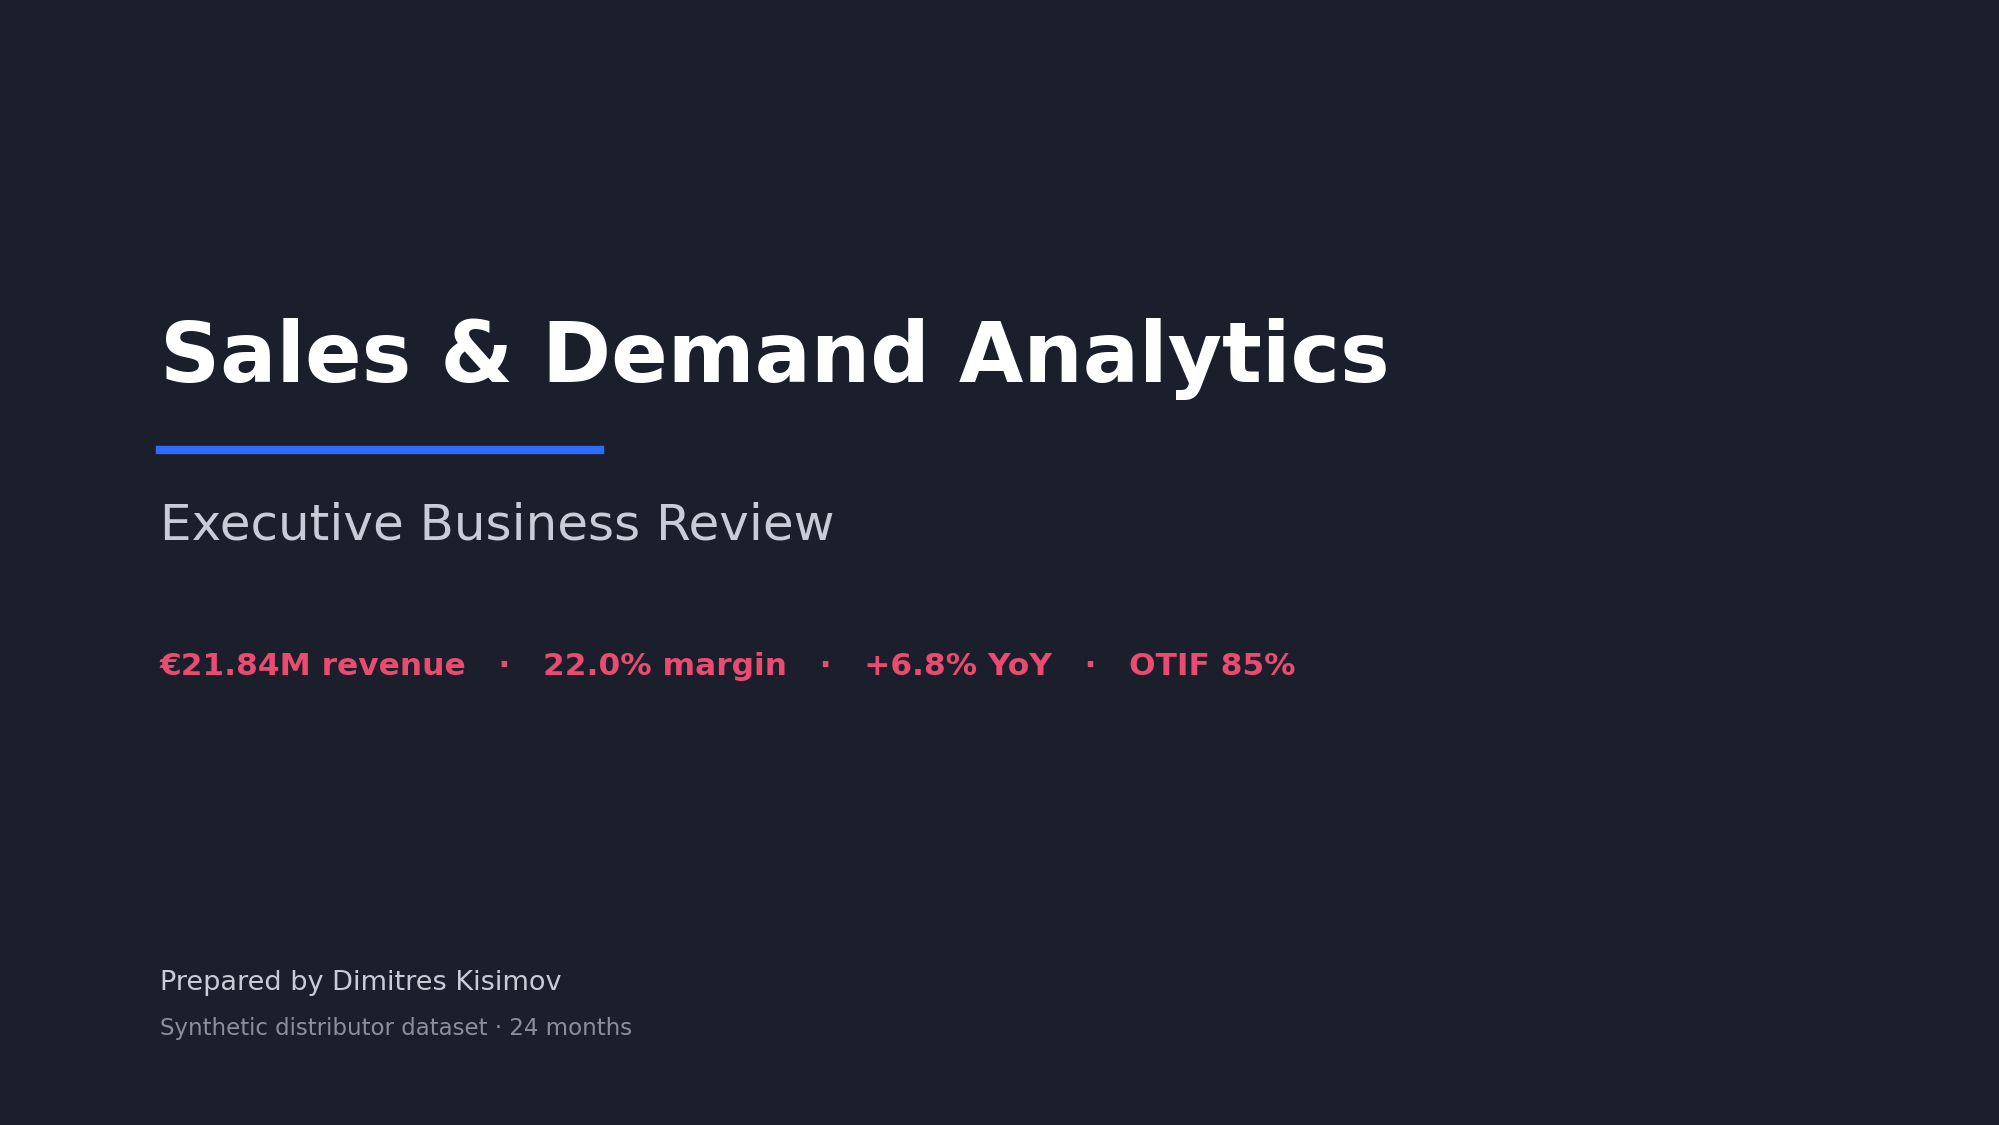 Sales & Demand Analytics
Executive Business Review
€21.84M revenue · 22.0% margin · +6.8% YoY · OTIF 85%
Prepared by Dimitres Kisimov
Synthetic distributor dataset · 24 months